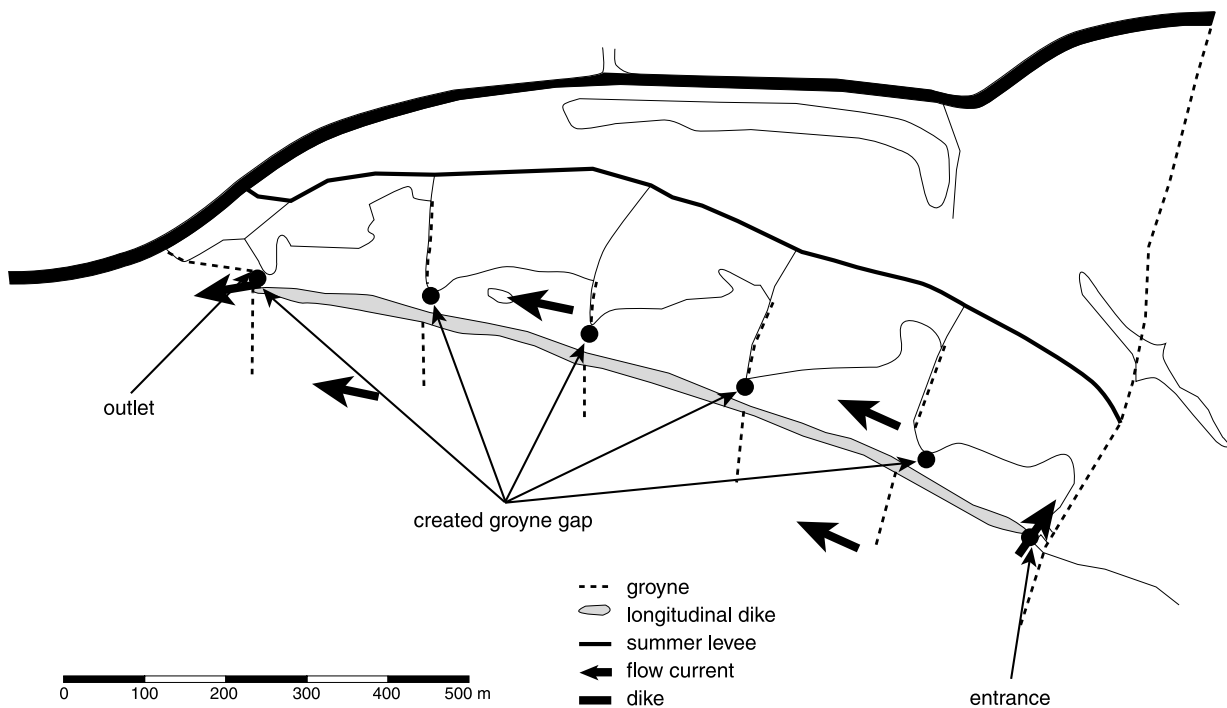 outlet
created groyne gap
groyne
longitudinal dike
summer levee
flow current
dike
entrance
0 100 200 300 400 500 m